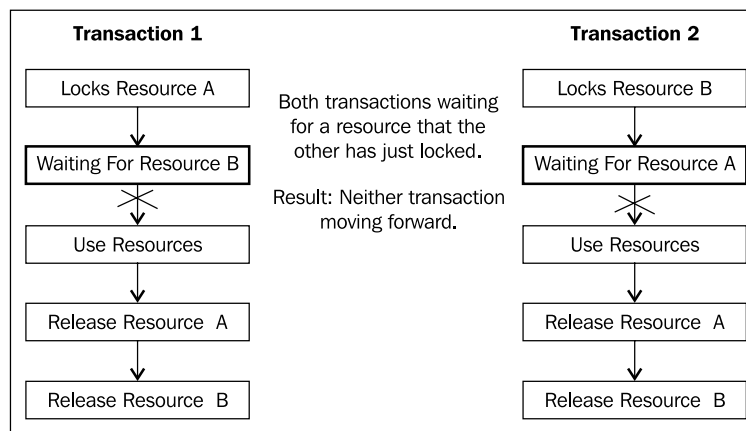 Transaction 1
Locks Resource A
Waiting For Resource B
Use Resources
Release Resource A
Release Resource B
Both transactions waiting
for a resource that the
other has just locked.
Result: Neither transaction
moving forward.
Transaction 2
Locks Resource B
Waiting For Resource A
Use Resources
Release Resource A
Release Resource B